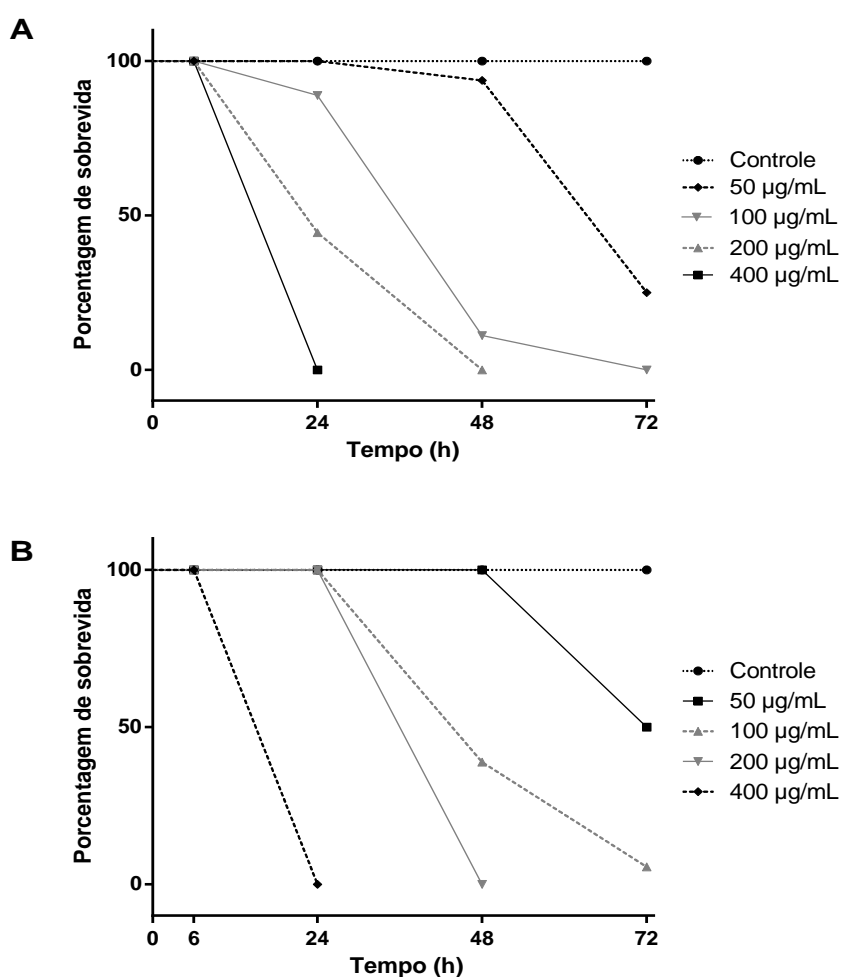 A
Porcentagem de sobrevida
100
50
0
0
6
24
48
72
Tempo (h)
Controle
50 µg/mL
100 µg/mL
200 µg/mL
400 µg/mL
B
Porcentagem de sobrevida
100
50
0
0
6
24
48
72
Tempo (h)
Controle
50 µg/mL
100 µg/mL
200 µg/mL
400 µg/mL